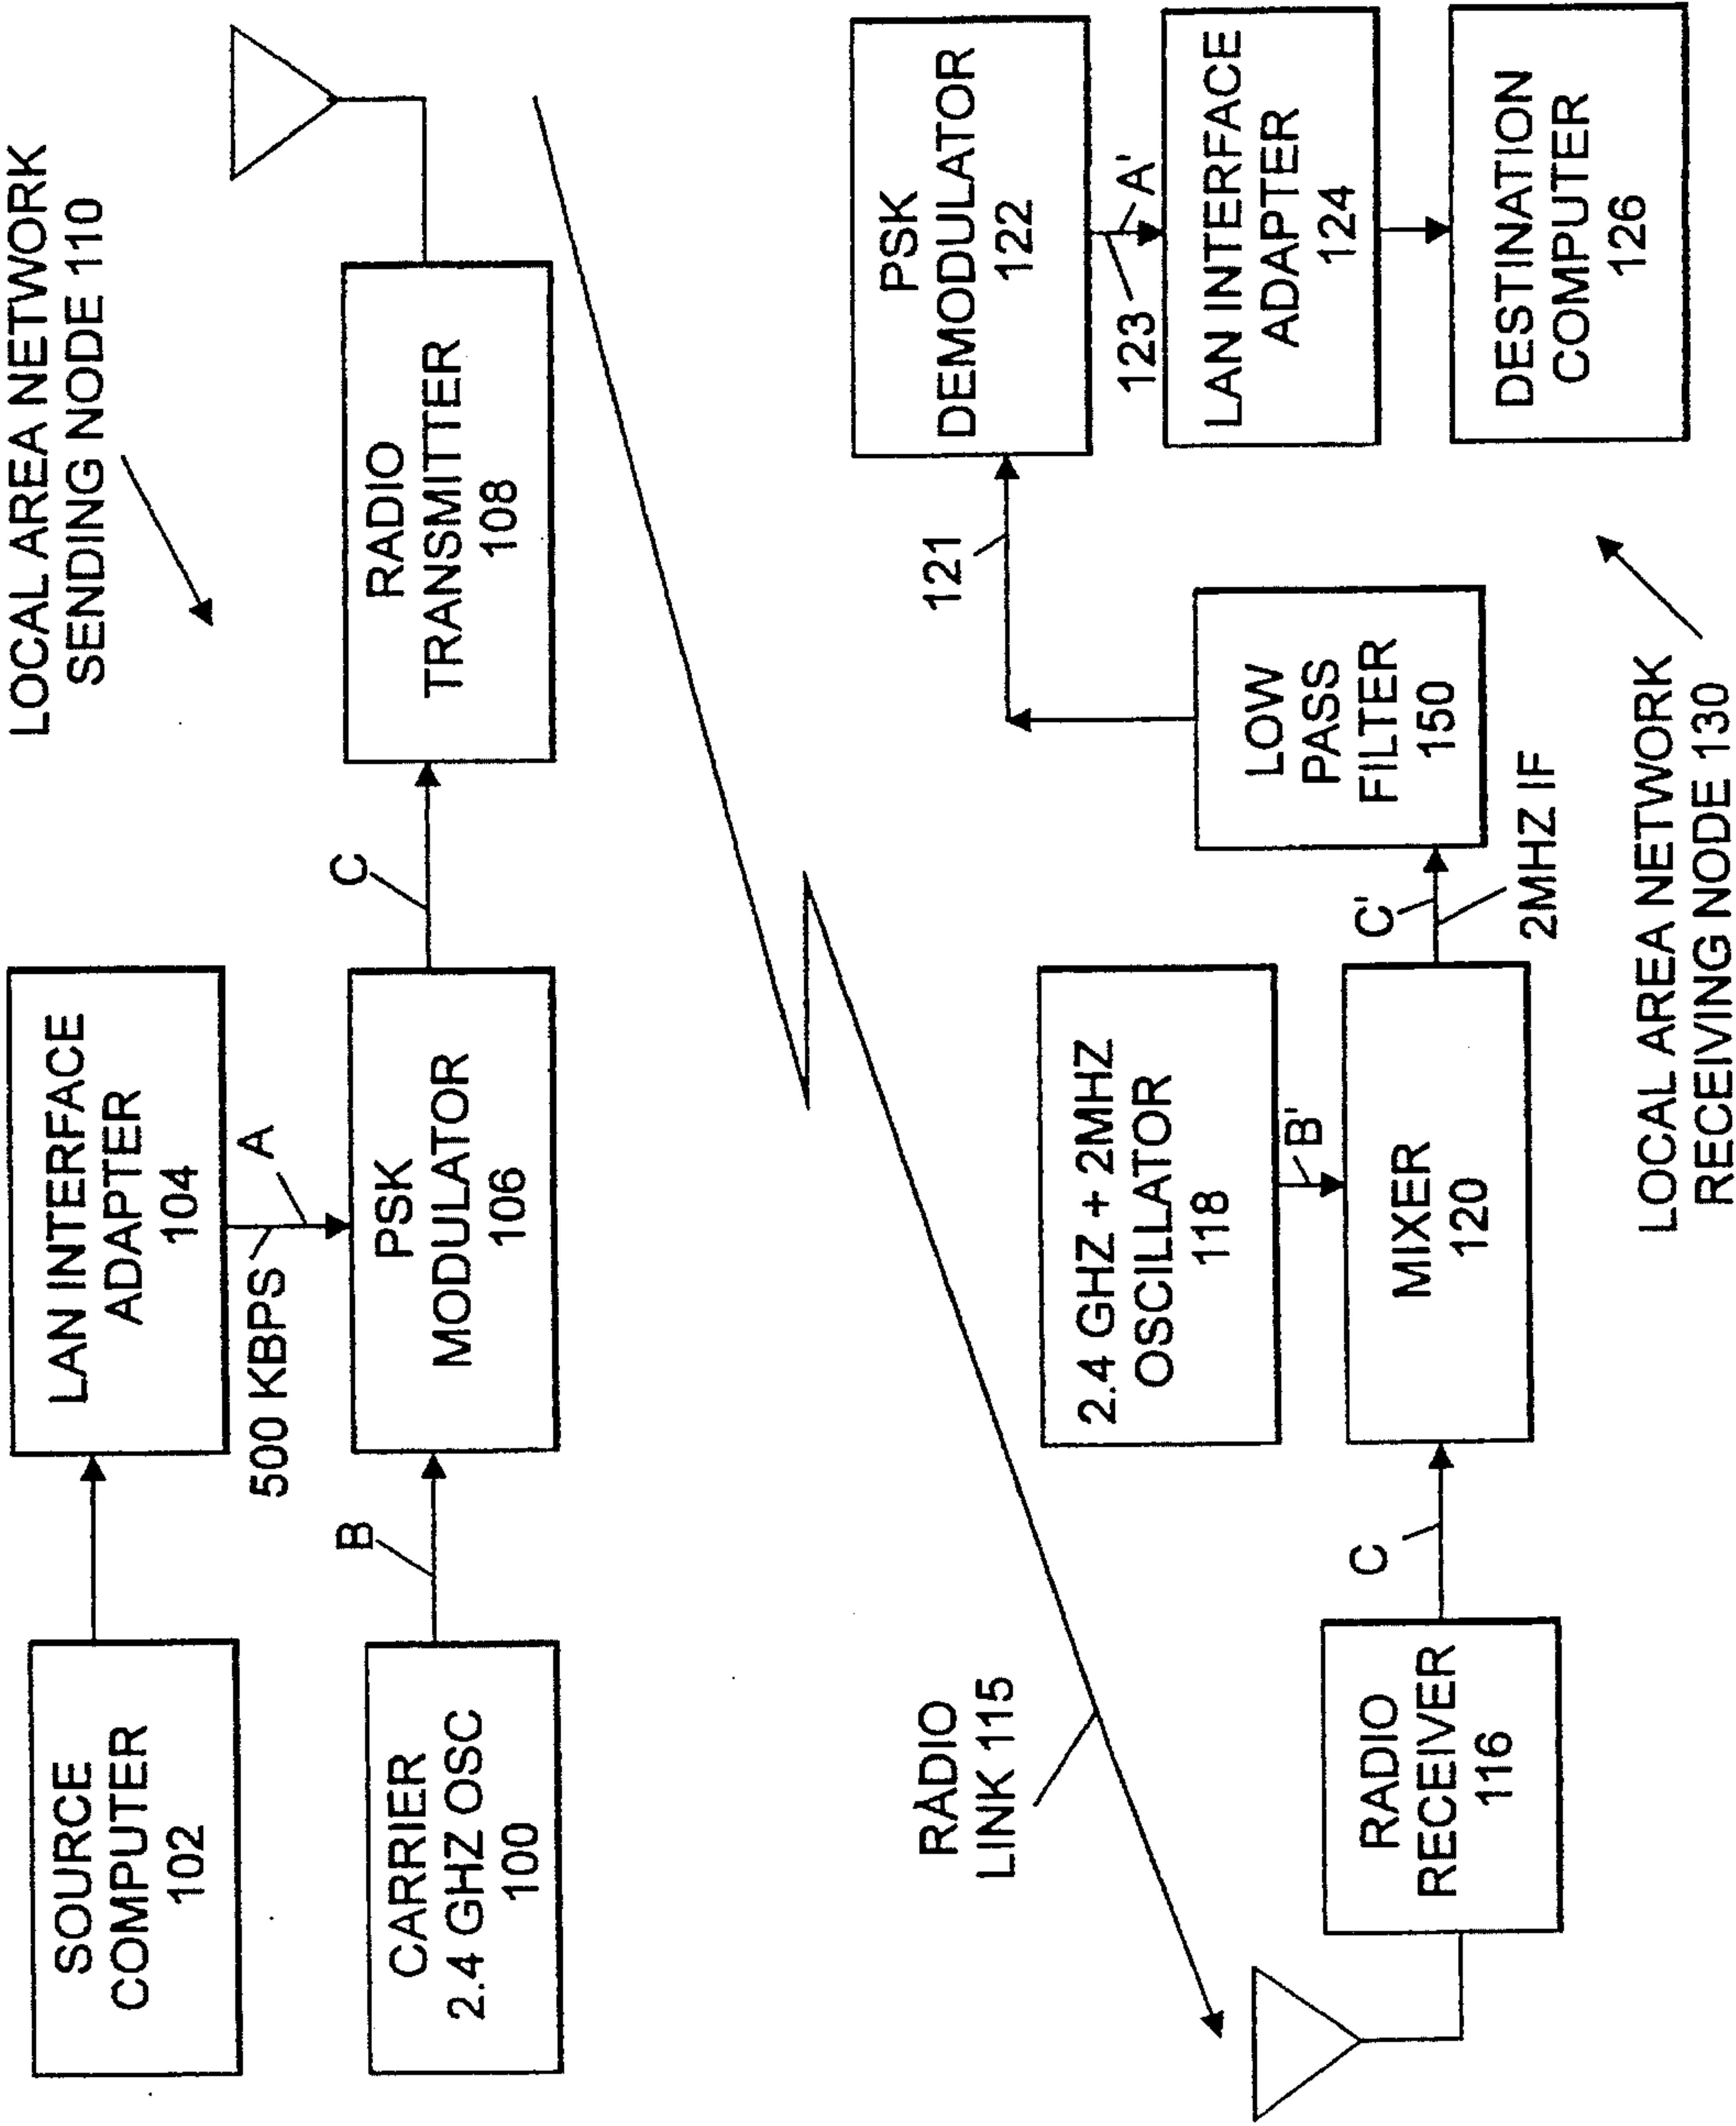 LOCAL AREA NETWORK
SENDING NODE 110
SOURCE
COMPUTER
102
LAN INTERFACE
ADAPTER
104
500 KBPS
A
CARRIER
2.4 GHZ OSC
100
B
PSK
MODULATOR
106
C
RADIO
TRANSMITTER
108
RADIO
LINK 115
RADIO
RECEIVER
116
C
2.4 GHZ + 2MHZ
OSCILLATOR
118
B'
MIXER
120
C'
2MHZ IF
LOW
PASS
FILTER
150
121
PSK
DEMODULATOR
122
123
A'
LAN INTERFACE
ADAPTER
124
DESTINATION
COMPUTER
126
LOCAL AREA NETWORK
RECEIVING NODE 130